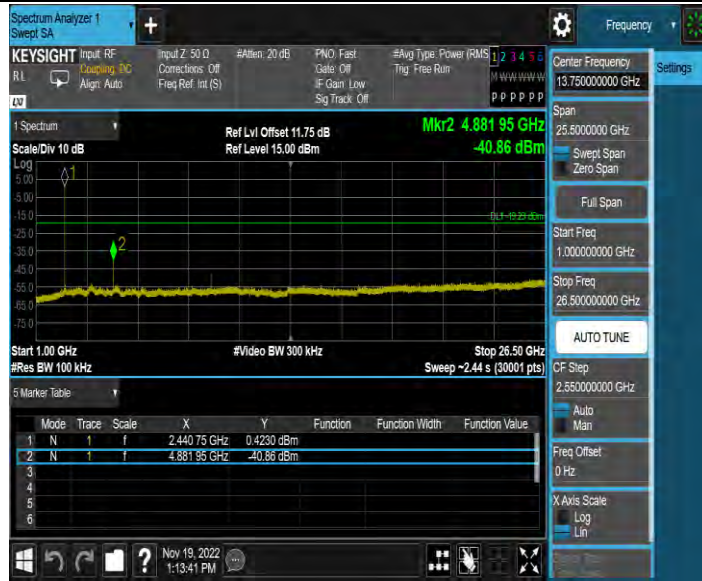 Spectrum Analyzer 1
Swept SA
+
Frequency
KEYSIGHT
Input: RF
Coupling: DC
Align: Auto
Input Z: 50 Ω
Corrections: Off
Freq Ref: Int (S)
#Atten: 20 dB
PNO: Fast
Gate: Off
IF Gain: Low
Sig Track: Off
#Avg Type: Power (RMS
Trig: Free Run
1 2 3 4 5 6
M W W W W W
P P P P P P
R L
LXI
Center Frequency
13.750000000 GHz
Settings
Span
25.5000000 GHz
Swept Span
Zero Span
Full Span
Start Freq
1.000000000 GHz
Stop Freq
26.500000000 GHz
AUTO TUNE
CF Step
2.550000000 GHz
Auto
Man
Freq Offset
0 Hz
X Axis Scale
Log
Lin
1 Spectrum
Scale/Div 10 dB
Ref Lvl Offset 11.75 dB
Ref Level 15.00 dBm
Mkr2 4.881 95 GHz
-40.86 dBm
Log
5.00
-5.00
-15.0
-25.0
-35.0
-45.0
-55.0
-65.0
-75.0
1
2
Start 1.00 GHz
#Res BW 100 kHz
#Video BW 300 kHz
Stop 26.50 GHz
Sweep ~2.44 s (30001 pts)
5 Marker Table
Mode Trace Scale X Y Function Function Width Function Value
1 N 1 f 2.440 75 GHz 0.4230 dBm
2 N 1 f 4.881 95 GHz -40.86 dBm
3
4
5
6
?
Nov 19, 2022
1:13:41 PM